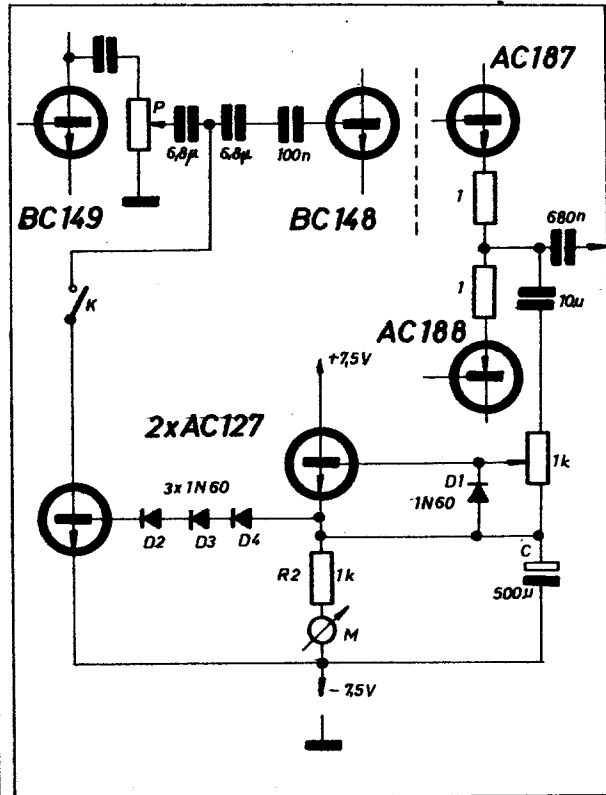 AC187
P
6,8µ
6,8µ
100n
BC149
BC148
1
680n
1
10µ
K
AC188
+7,5V
2xAC127
3x1N60
D1
1N60
1k
D2
D3
D4
R2
1k
C
500µ
M
- 7,5V